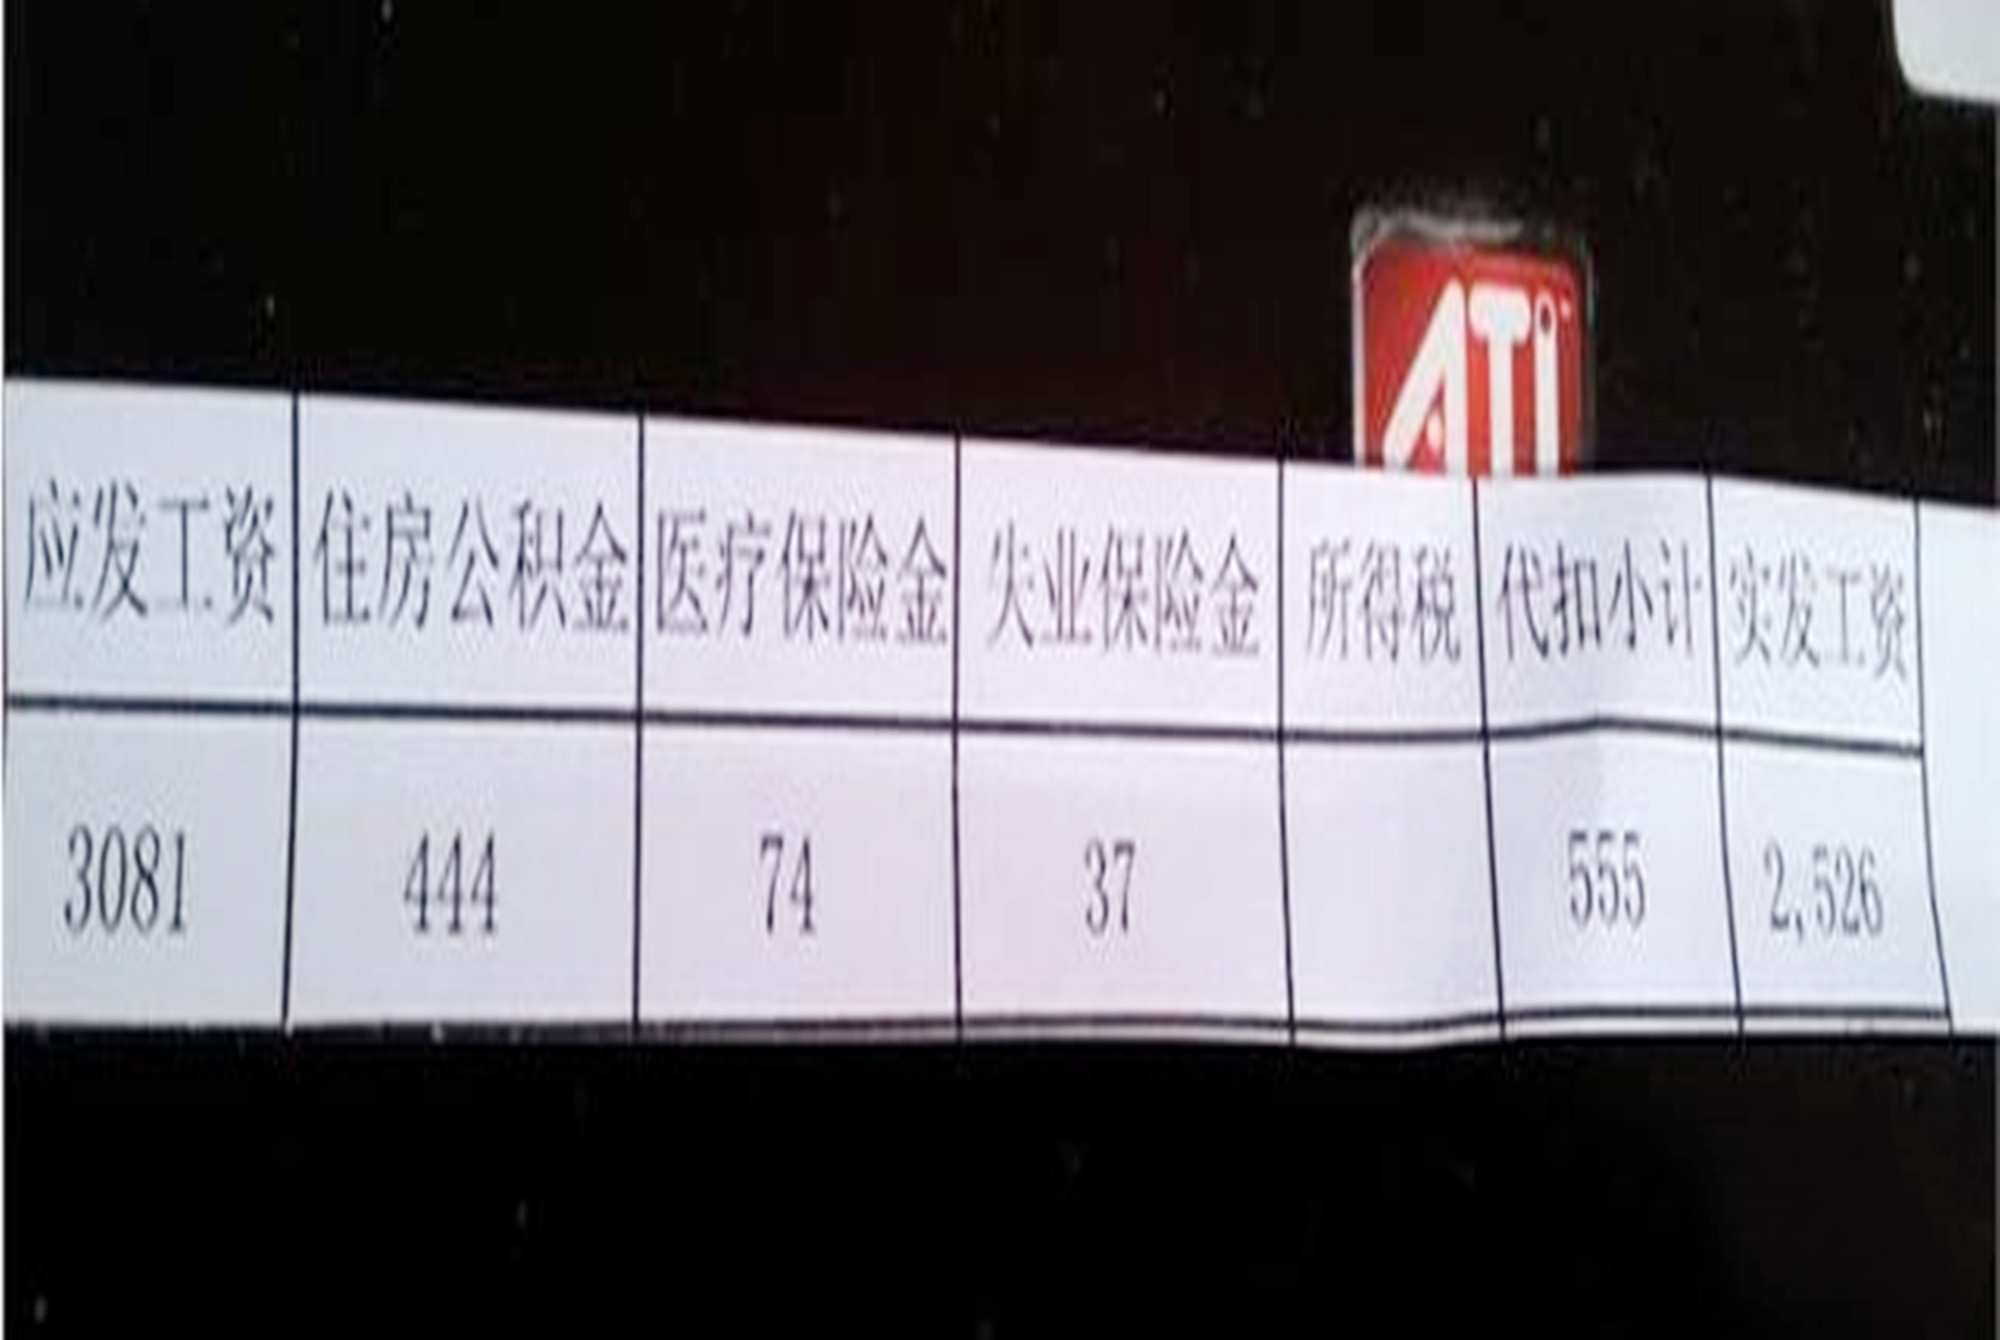 ATi
应发工资 住房公积金 医疗保险金 失业保险金 所得税 代扣小计 实发工资
3081 444 74 37 555 2,526